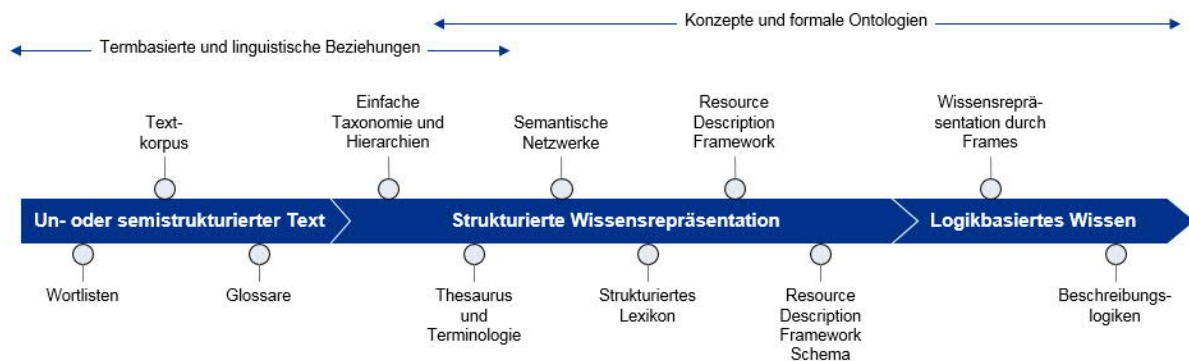 Konzepte und formale Ontologien
Termbasierte und linguistische Beziehungen
Text-
korpus
Einfache
Taxonomie und
Hierarchien
Semantische
Netzwerke
Resource
Description
Framework
Wissensreprä-
sentation durch
Frames
Un- oder semistrukturierter Text
Strukturierte Wissensrepräsentation
Logikbasiertes Wissen
Wortlisten
Glossare
Thesaurus
und
Terminologie
Strukturiertes
Lexikon
Resource
Description
Framework
Schema
Beschreibungs-
logiken